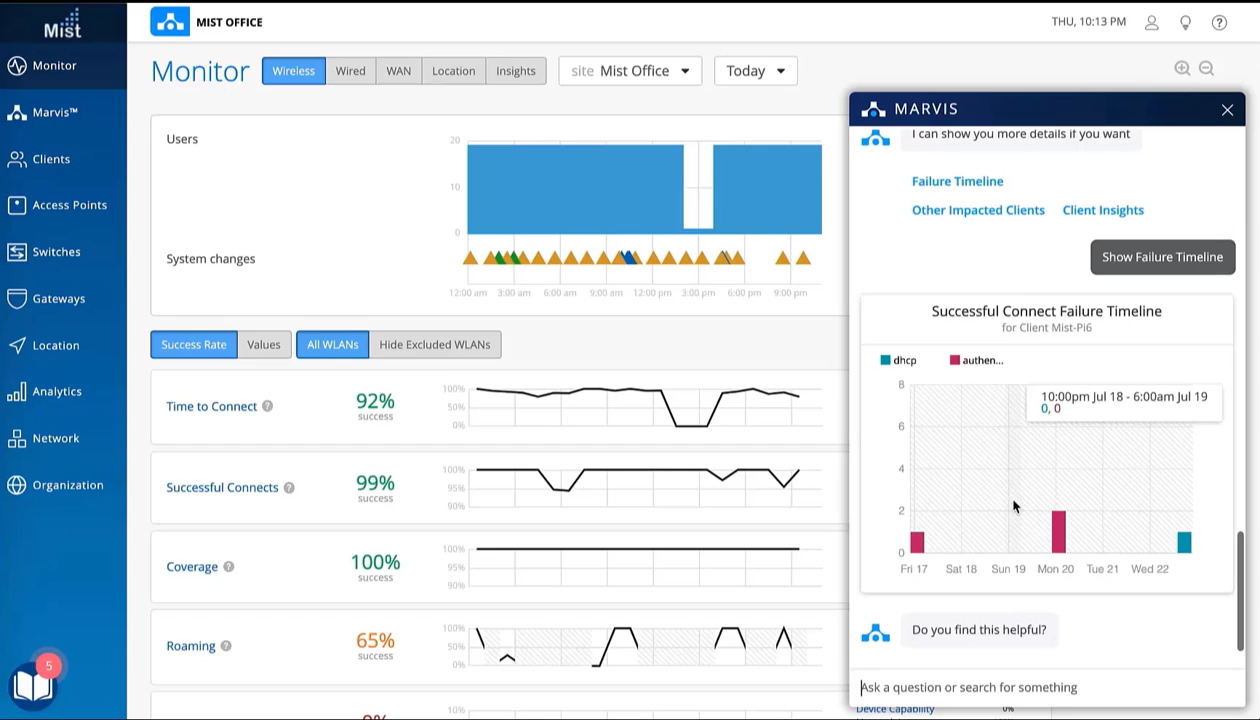 Mist
MIST OFFICE
THU, 10:13 PM
Monitor
Marvis™
Clients
Access Points
Switches
Gateways
Location
Analytics
Network
Organization
5
Monitor
Wireless
Wired
WAN
Location
Insights
site Mist Office
Today
Users
20
10
0
System changes
12:00 am 3:00 am 6:00 am 9:00 am 12:00 pm 3:00 pm 6:00 pm 9:00 pm
Success Rate
Values
All WLANs
Hide Excluded WLANs
Time to Connect ?
92%
success
100%
50%
0%
Successful Connects ?
99%
success
100%
95%
90%
Coverage ?
100%
success
100%
95%
90%
Roaming ?
65%
success
100%
50%
0%
10%
MARVIS
I can show you more details if you want
Failure Timeline
Other Impacted Clients Client Insights
Show Failure Timeline
Successful Connect Failure Timeline
for Client Mist-Pi6
dhcp authen...
10:00pm Jul 18 - 6:00am Jul 19
0, 0
8
6
4
2
0
Fri 17 Sat 18 Sun 19 Mon 20 Tue 21 Wed 22
Do you find this helpful?
Ask a question or search for something
Device Capability 0%